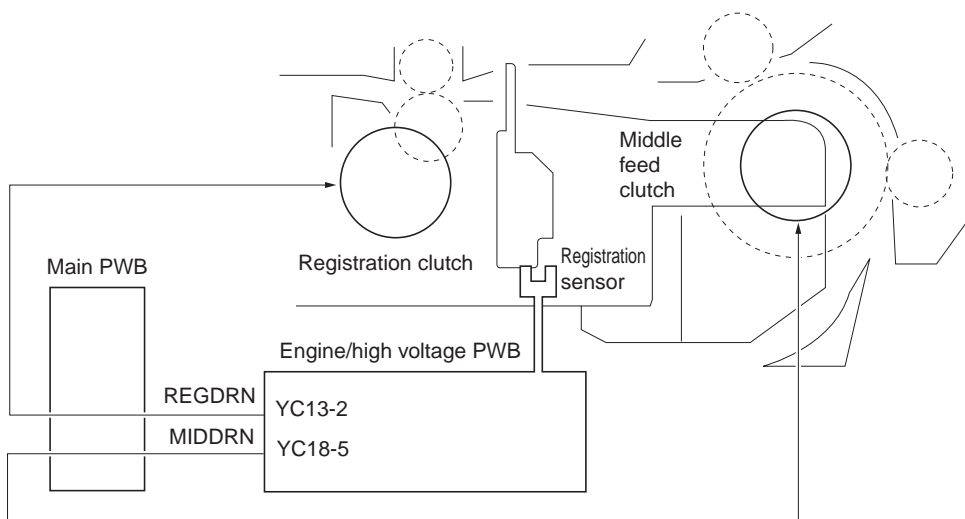 Middle
feed
clutch
Registration clutch
Registration
sensor
Main PWB
Engine/high voltage PWB
REGDRN
YC13-2
MIDDRN
YC18-5